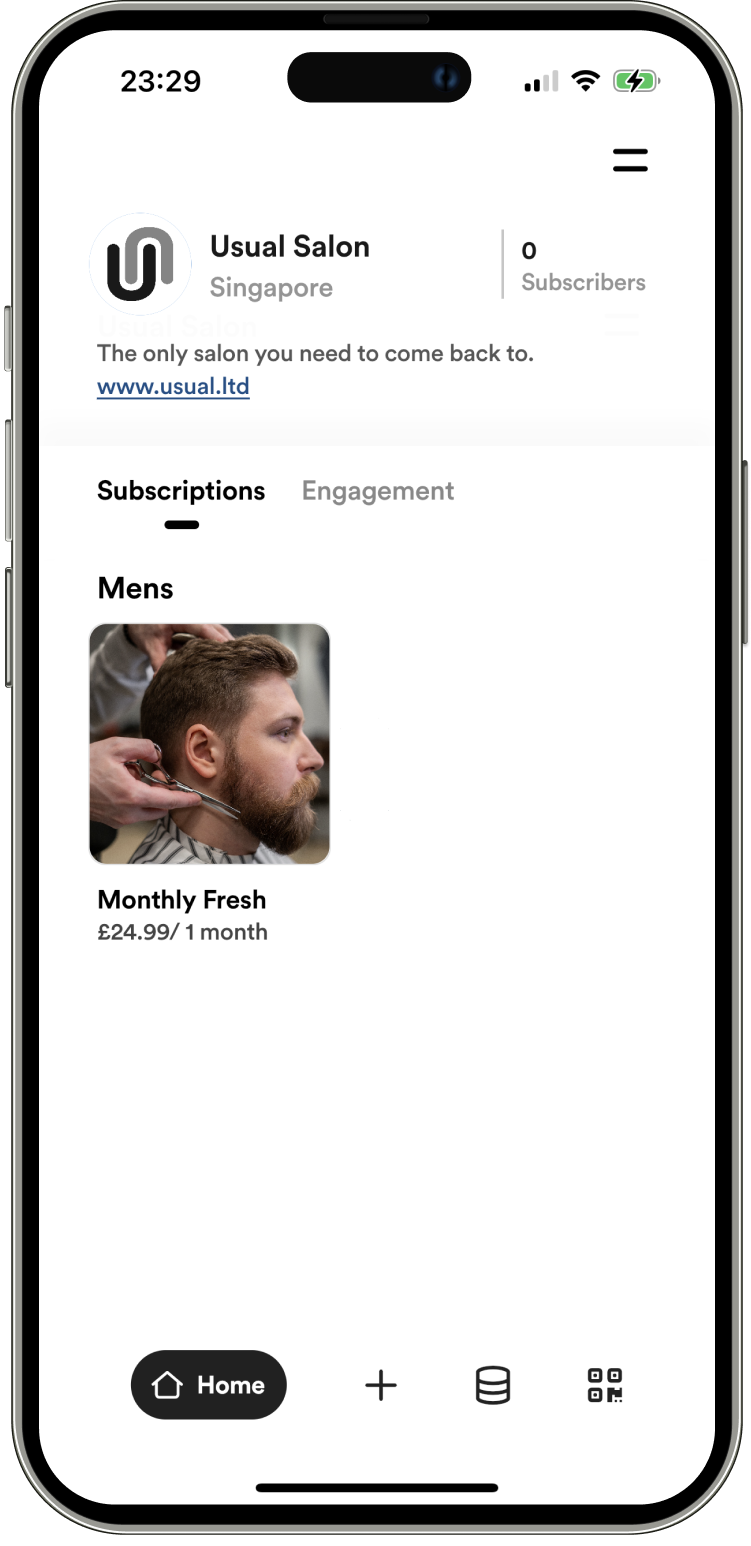 23:29
Usual Salon
Singapore
0
Subscribers
Usual Salon
The only salon you need to come back to.
www.usual.ltd
Subscriptions
Engagement
Mens
Monthly Fresh
£24.99/ 1 month
Home